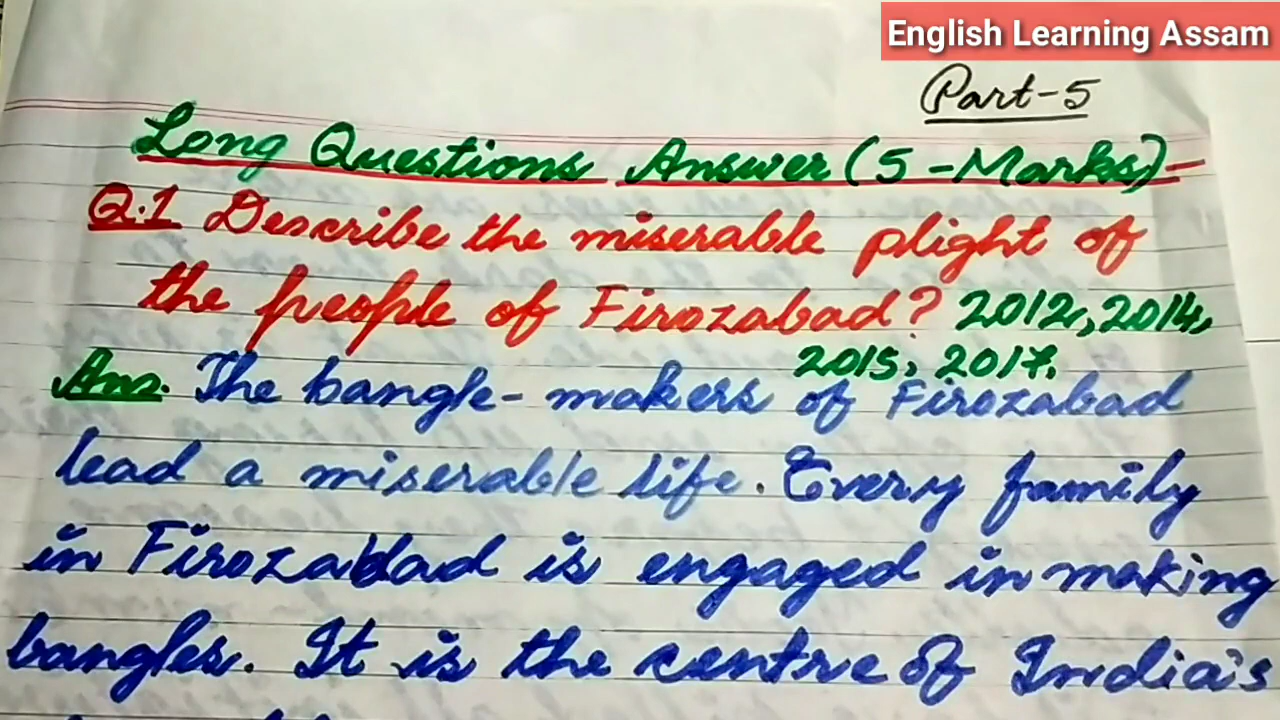 English Learning Assam
Part-5
Long Questions Answer (5-Marks)-
Q.1 Describe the miserable plight of
the people of Firozabad? 2012, 2014,
2015, 2017.
Ans. The bangle-makers of Firozabad
lead a miserable life. Every family
in Firozabad is engaged in making
bangles. It is the centre of India's